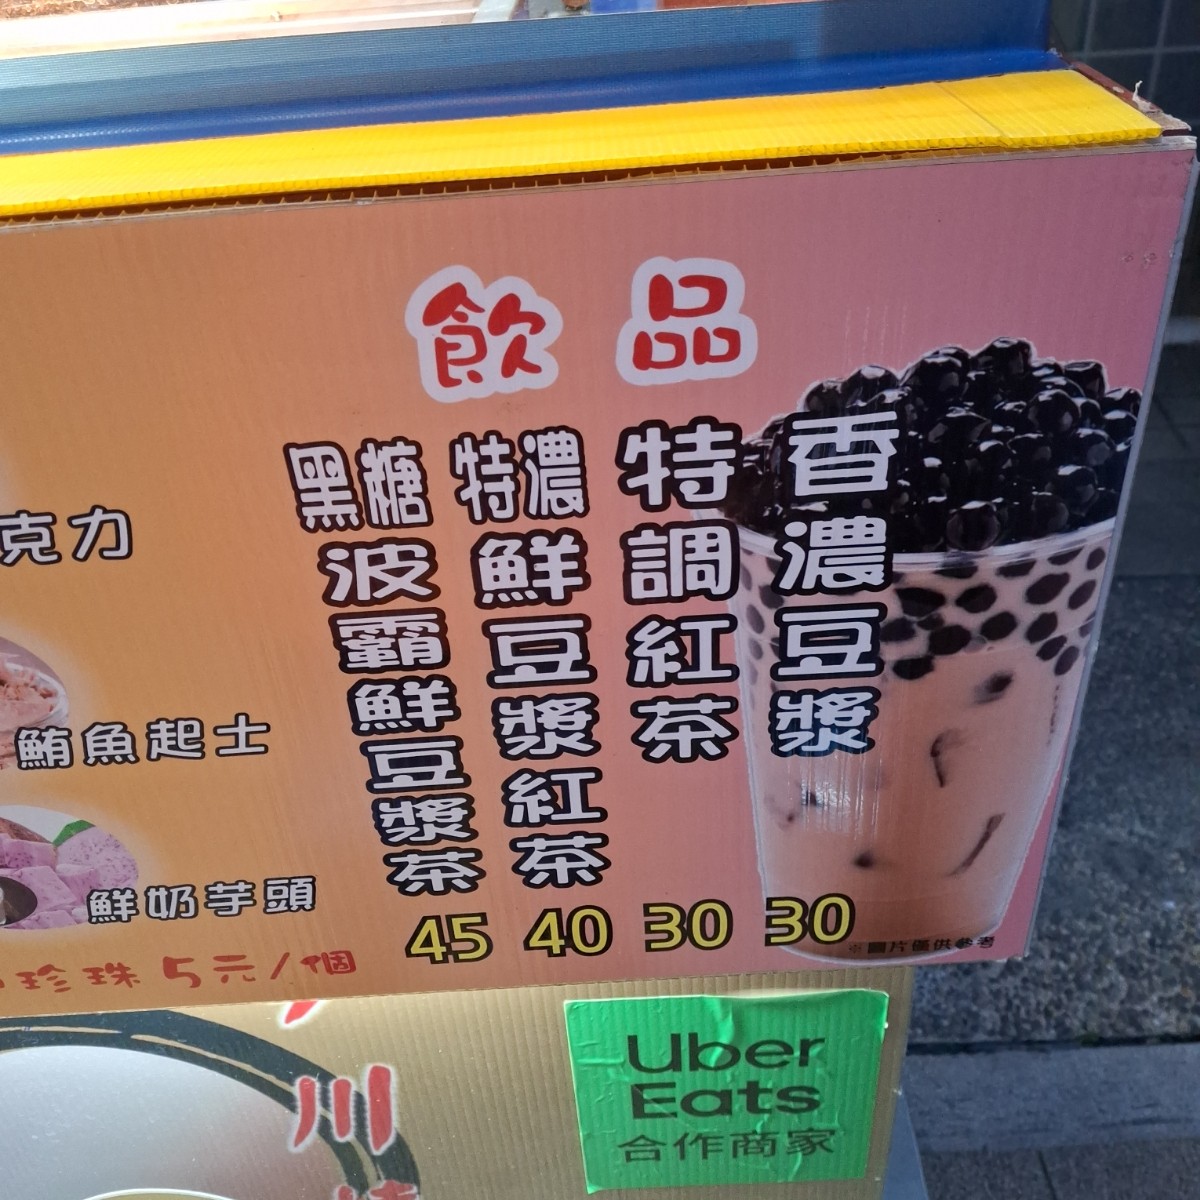 飲品
香濃豆漿
30
特調紅茶
30
特濃鮮豆漿紅茶
40
黑糖波霸鮮豆漿茶
45
克力
鮪魚起士
鮮奶芋頭
珍珠5元/個
※圖片僅供參考
川
Uber
Eats
合作商家